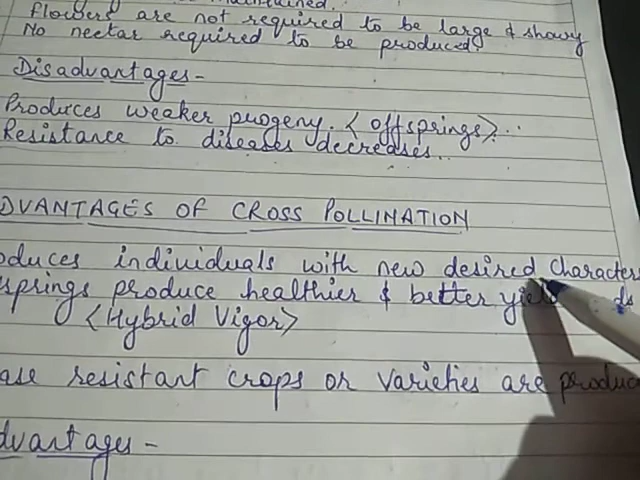 maintained.
flowers are not required to be large & showy
No nectar required to be produced.
Disadvantages -
Produces weaker progeny. <offsprings>..
Resistance to diseases decreases..
DVANTAGES OF CROSS POLLINATION
oduces individuals with new desired characters
springs produce healthier & better yie ds
<Hybrid Vigor>
ase resistant crops or varieties are produc
dvantages -